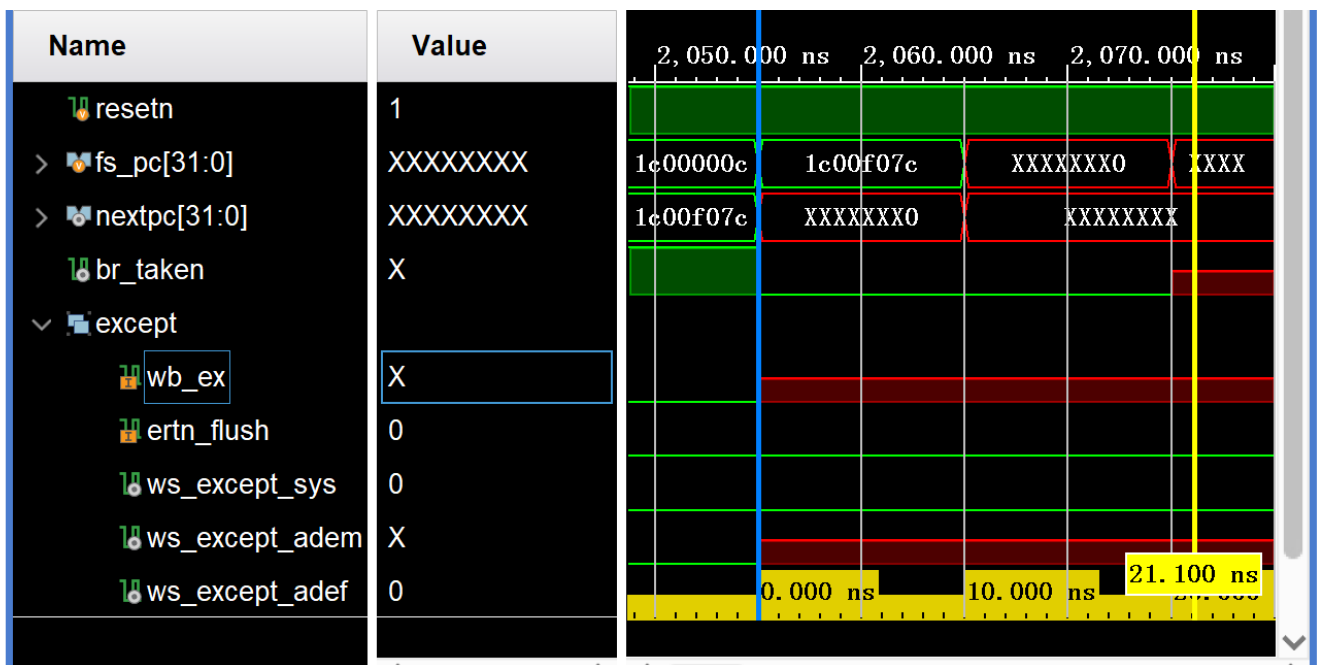 Name Value 2,050.000 ns 2,060.000 ns 2,070.000 ns
resetn 1
fs_pc[31:0] XXXXXXXX 1c00000c 1c00f07c XXXXXXX0 XXXX
nextpc[31:0] XXXXXXXX 1c00f07c XXXXXXX0 XXXXXXXX
br_taken X
except
wb_ex X
ertn_flush 0
ws_except_sys 0
ws_except_adem X
ws_except_adef 0 0.000 ns 10.000 ns 21.100 ns